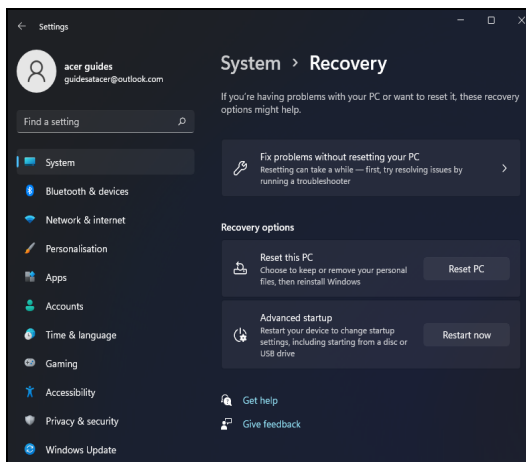 Settings
acer guides
guidesatacer@outlook.com
Find a setting
System
Bluetooth & devices
Network & internet
Personalisation
Apps
Accounts
Time & language
Gaming
Accessibility
Privacy & security
Windows Update
System > Recovery
If you're having problems with your PC or want to reset it, these recovery
options might help.
Fix problems without resetting your PC
Resetting can take a while — first, try resolving issues by
running a troubleshooter
Recovery options
Reset this PC
Choose to keep or remove your personal
files, then reinstall Windows
Reset PC
Advanced startup
Restart your device to change startup
settings, including starting from a disc or
USB drive
Restart now
Get help
Give feedback